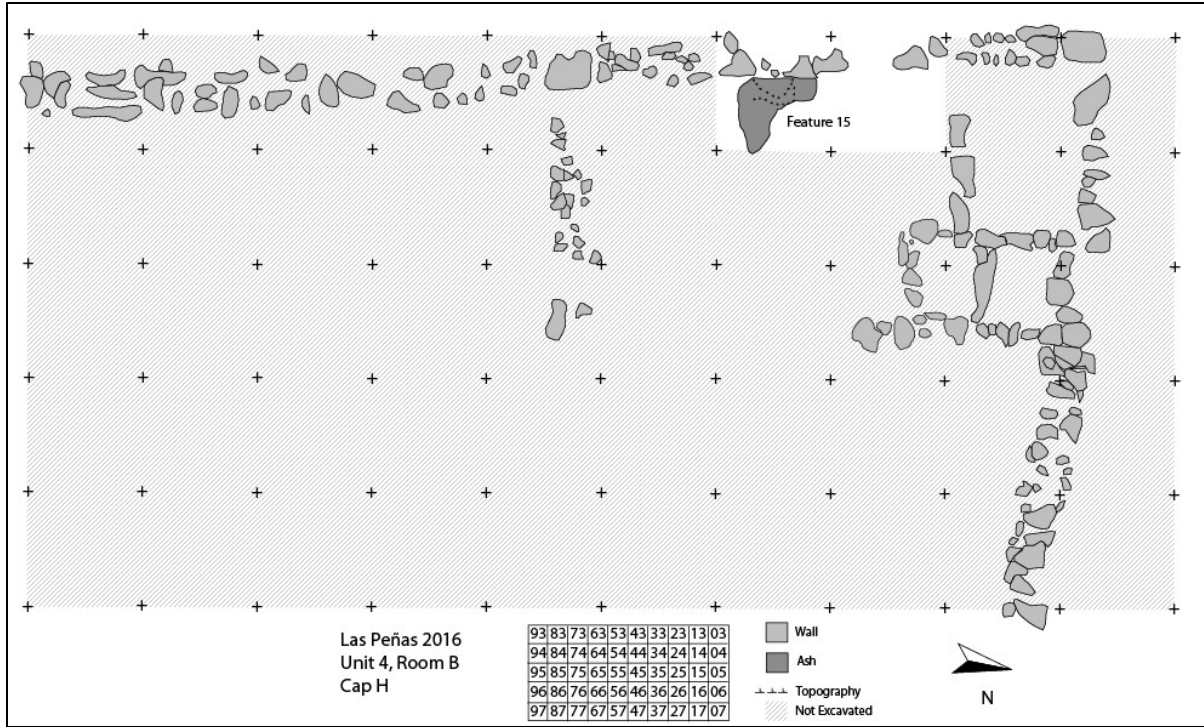 Feature 15
Las Peñas 2016
Unit 4, Room B
Cap H
93 83 73 63 53 43 33 23 13 03
94 84 74 64 54 44 34 24 14 04
95 85 75 65 55 45 35 25 15 05
96 86 76 66 56 46 36 26 16 06
97 87 77 67 57 47 37 27 17 07
Wall
Ash
Topography
Not Excavated
N